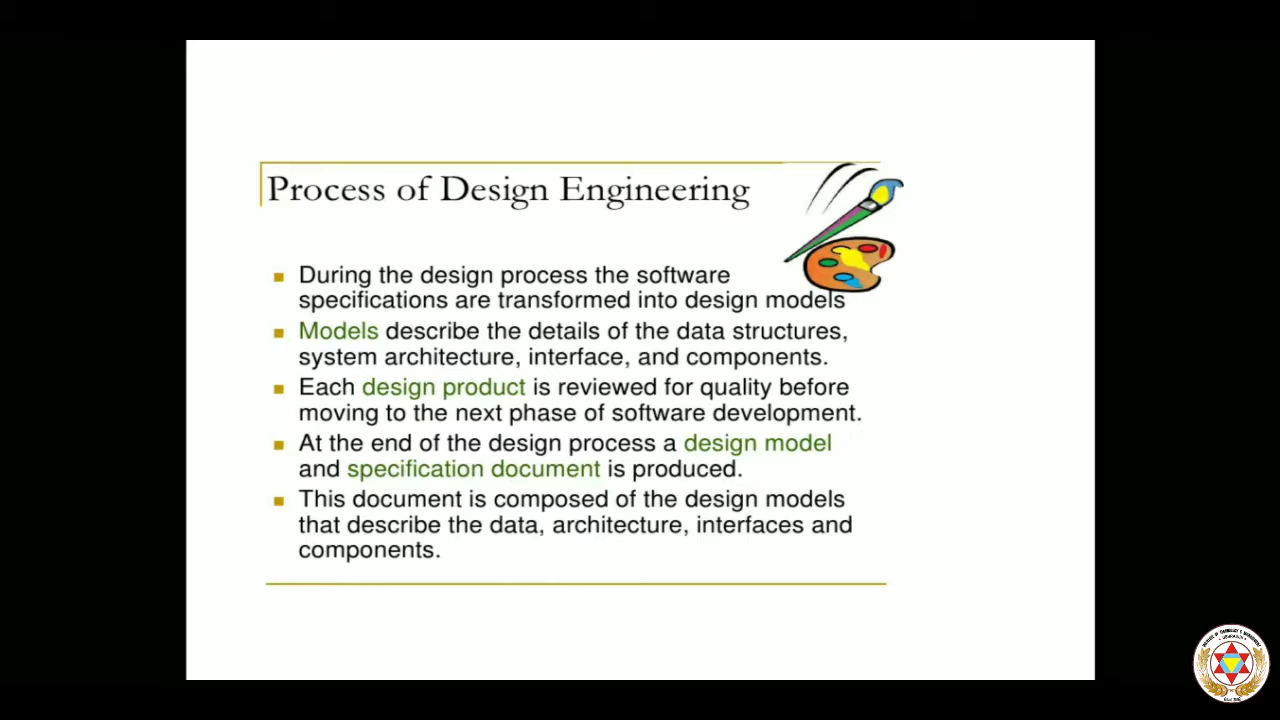 Process of Design Engineering
During the design process the software
specifications are transformed into design models
Models describe the details of the data structures,
system architecture, interface, and components.
Each design product is reviewed for quality before
moving to the next phase of software development.
At the end of the design process a design model
and specification document is produced.
This document is composed of the design models
that describe the data, architecture, interfaces and
components.